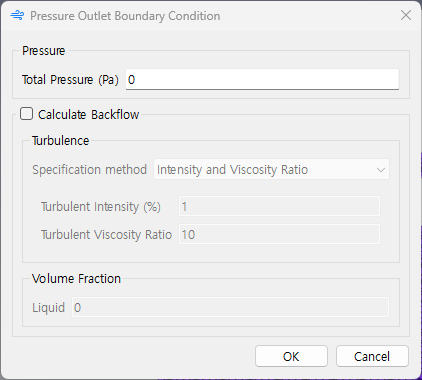 Pressure Outlet Boundary Condition
Pressure
Total Pressure (Pa) 0
Calculate Backflow
Turbulence
Specification method Intensity and Viscosity Ratio
Turbulent Intensity (%) 1
Turbulent Viscosity Ratio 10
Volume Fraction
Liquid 0
OK Cancel